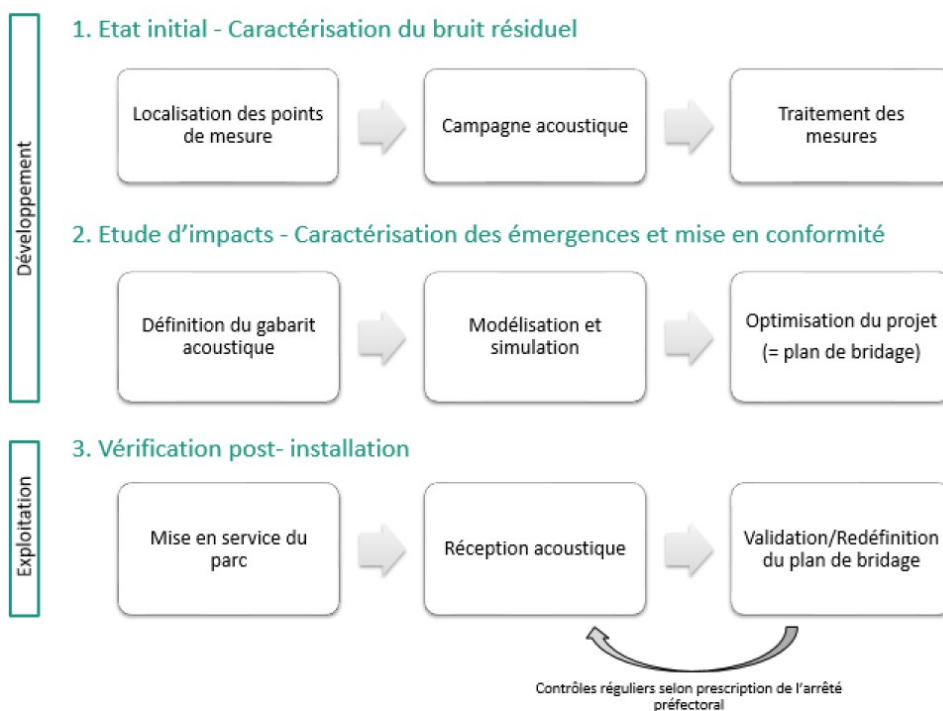 Développement
1. Etat initial - Caractérisation du bruit résiduel
Localisation des points
de mesure
Campagne acoustique
Traitement des
mesures
2. Etude d'impacts - Caractérisation des émergences et mise en conformité
Définition du gabarit
acoustique
Modélisation et
simulation
Optimisation du projet
(= plan de bridage)
Exploitation
3. Vérification post- installation
Mise en service du
parc
Réception acoustique
Validation/Redéfinition
du plan de bridage
Contrôles réguliers selon prescription de l'arrêté
préfectoral